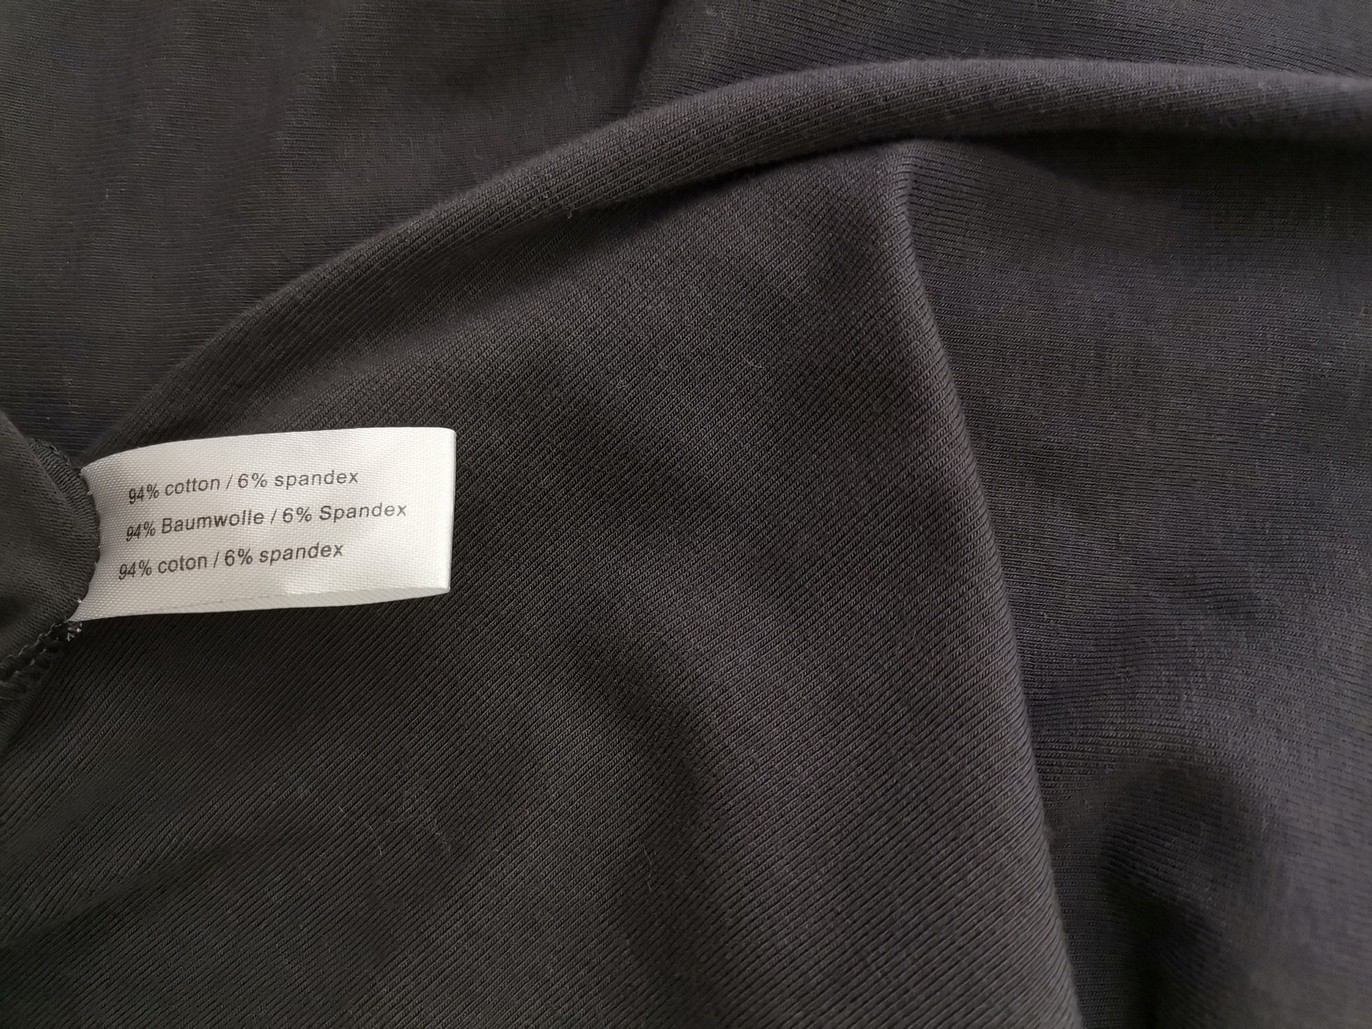 94% cotton / 6% spandex
94% Baumwolle / 6% Spandex
94% coton / 6% spandex